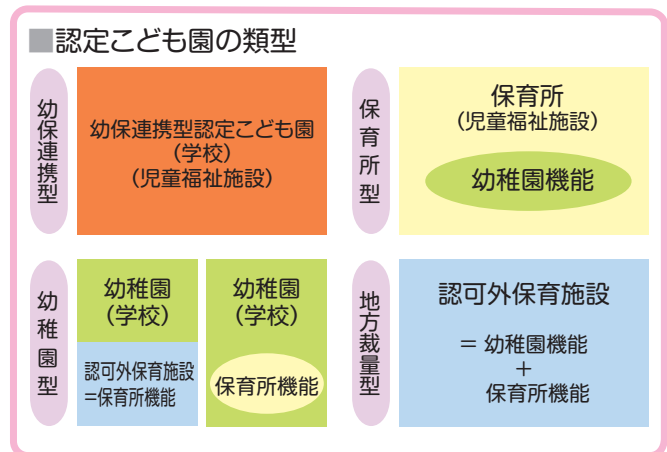 ■認定こども園の類型
幼保連携型
幼保連携型認定こども園
(学校)
(児童福祉施設)
保育所型
保育所
(児童福祉施設)
幼稚園機能
幼稚園型
幼稚園
(学校)
認可外保育施設
=保育所機能
幼稚園
(学校)
保育所機能
地方裁量型
認可外保育施設
= 幼稚園機能
+
保育所機能